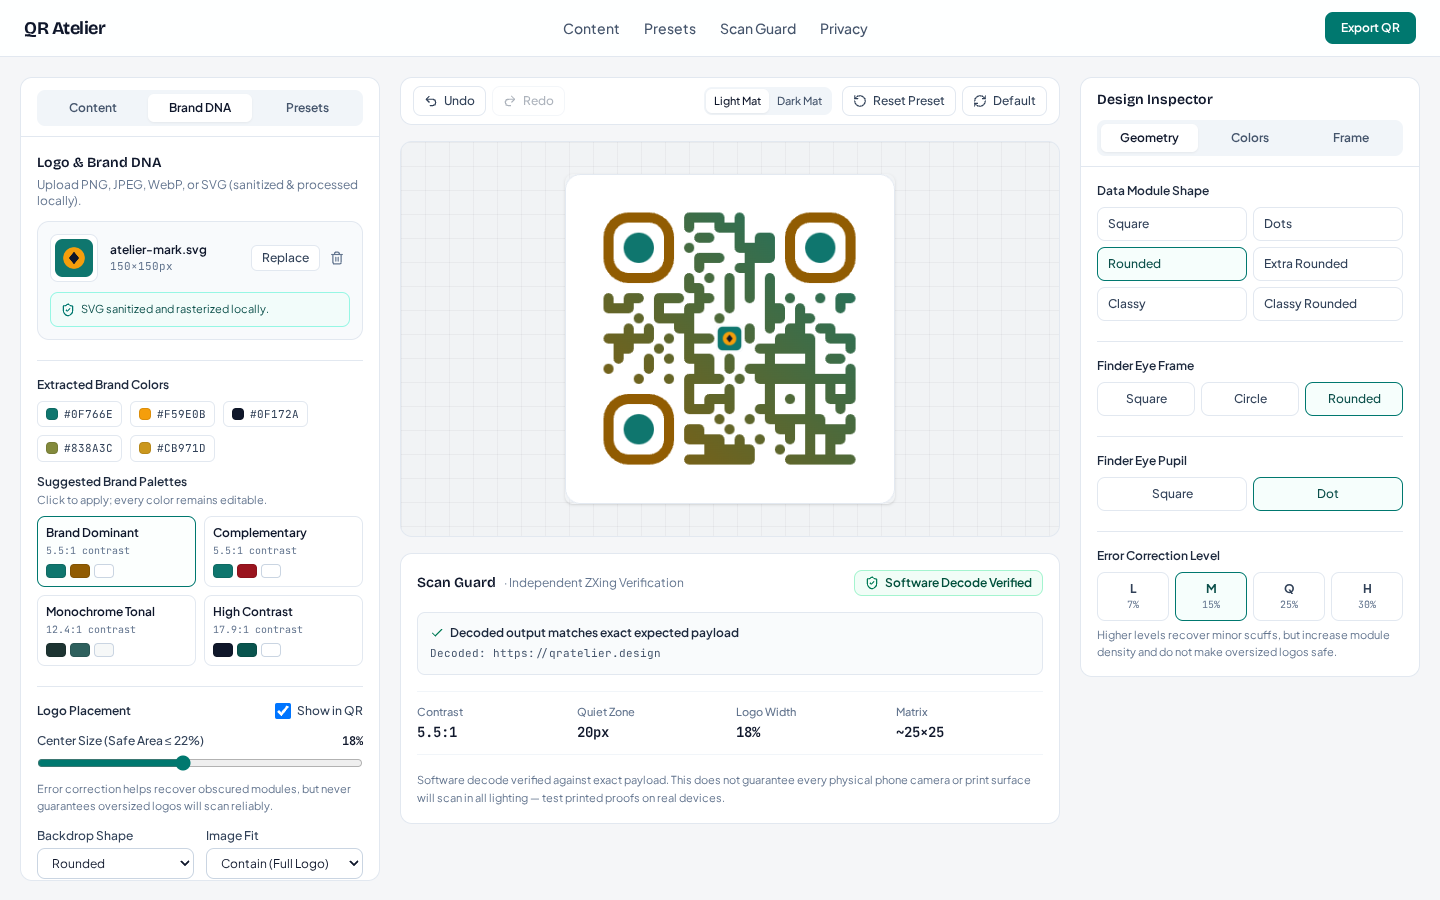 QR Atelier
Content
Presets
Scan Guard
Privacy
Export QR
Content
Brand DNA
Presets
Logo & Brand DNA
Upload PNG, JPEG, WebP, or SVG (sanitized & processed
locally).
atelier-mark.svg
150×150px
Replace
SVG sanitized and rasterized locally.
Extracted Brand Colors
#0F766E
#F59E0B
#0F172A
#838A3C
#CB971D
Suggested Brand Palettes
Click to apply; every color remains editable.
Brand Dominant
5.5:1 contrast
Complementary
5.5:1 contrast
Monochrome Tonal
12.4:1 contrast
High Contrast
17.9:1 contrast
Logo Placement
Show in QR
Center Size (Safe Area ≤ 22%)
18%
Error correction helps recover obscured modules, but never
guarantees oversized logos will scan reliably.
Backdrop Shape
Image Fit
Rounded
Contain (Full Logo)
Undo
Redo
Light Mat
Dark Mat
Reset Preset
Default
Scan Guard
· Independent ZXing Verification
Software Decode Verified
Decoded output matches exact expected payload
Decoded: https://qratelier.design
Contrast
5.5:1
Quiet Zone
20px
Logo Width
18%
Matrix
~25×25
Software decode verified against exact payload. This does not guarantee every physical phone camera or print surface
will scan in all lighting — test printed proofs on real devices.
Design Inspector
Geometry
Colors
Frame
Data Module Shape
Square
Dots
Rounded
Extra Rounded
Classy
Classy Rounded
Finder Eye Frame
Square
Circle
Rounded
Finder Eye Pupil
Square
Dot
Error Correction Level
L
7%
M
15%
Q
25%
H
30%
Higher levels recover minor scuffs, but increase module
density and do not make oversized logos safe.